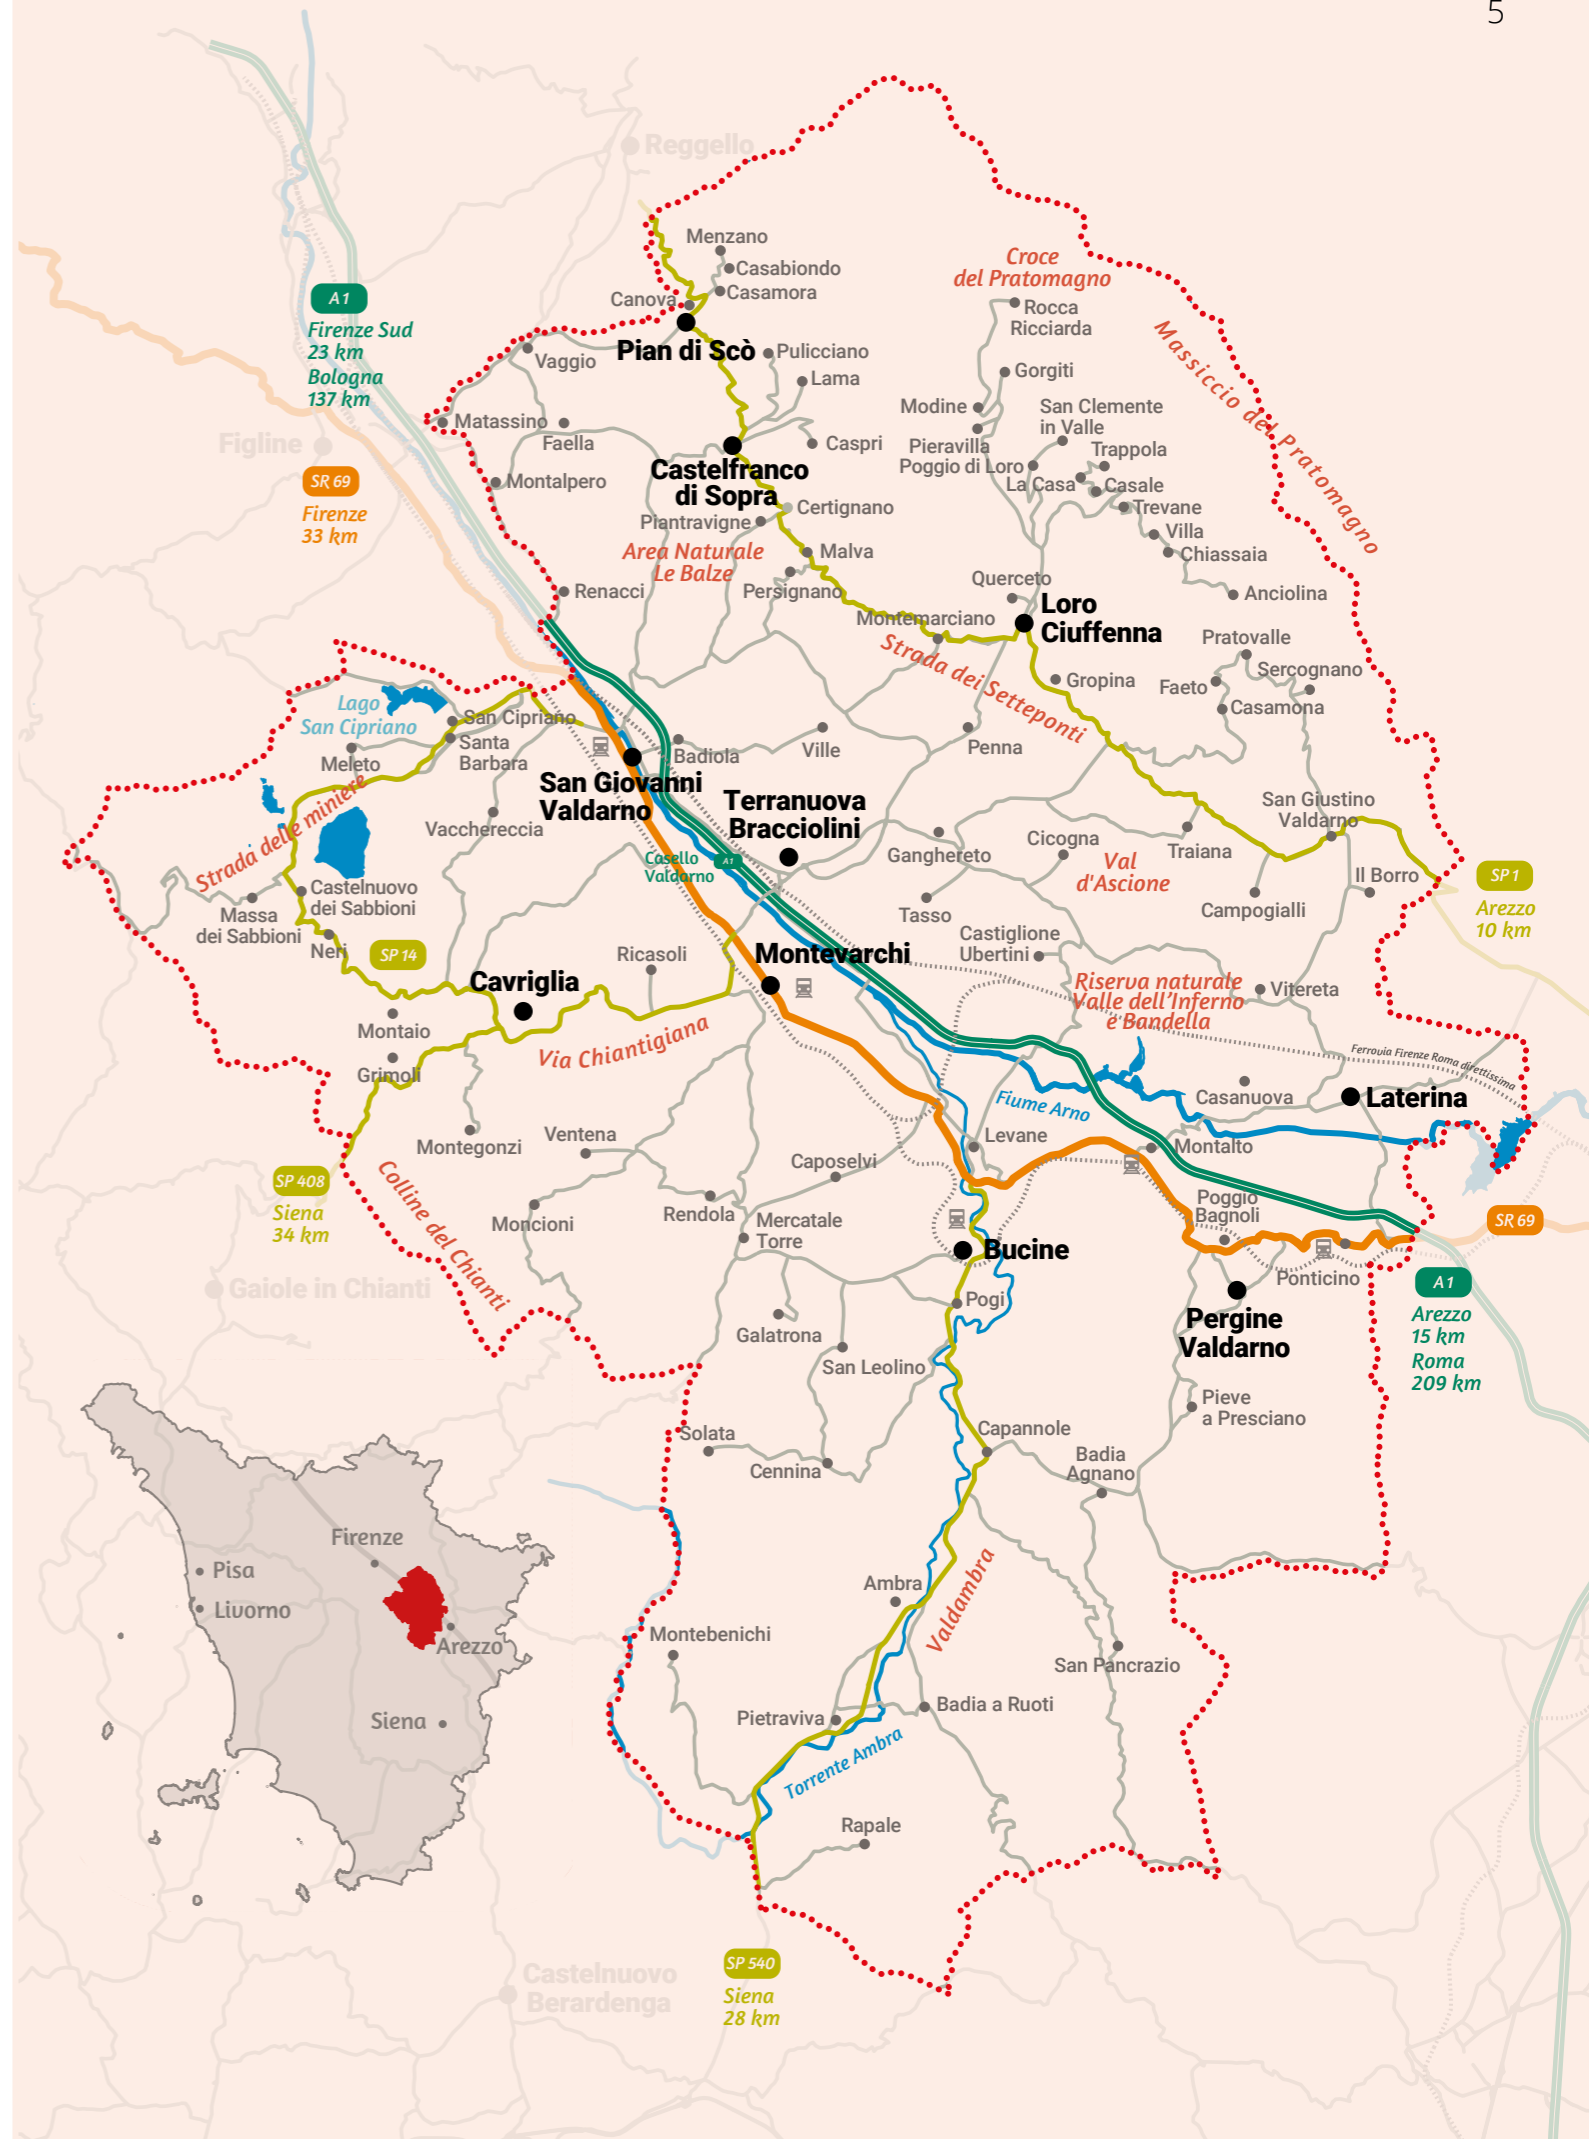 5
Reggello
Menzano
Casabiondo
Casamora
Canova
Pian di Scò
Croce
del Pratomagno
Rocca
Ricciarda
Massiccio del Pratomagno
A1
Firenze Sud
23 km
Bologna
137 km
Vaggio
Pulicciano
Lama
Gorgiti
Modine
San Clemente
in Valle
Matassino
Faella
Caspri
Pieravilla
Trappola
Figline
Castelfranco
di Sopra
Poggio di Loro
La Casa
Casale
SR 69
Firenze
33 km
Montalpero
Certignano
Trevane
Piantravigne
Villa
Area Naturale
Le Balze
Malva
Chiassaia
Renacci
Persignano
Querceto
Anciolina
Loro
Ciuffenna
Montemarciano
Pratovalle
Strada dei Setteponti
Sercognano
Gropina
Faeto
Casamona
Lago
San Cipriano
San Cipriano
Santa
Barbara
Meleto
Badiola
Ville
Penna
San Giovanni
Valdarno
Terranuova
Bracciolini
San Giustino
Valdarno
Strada delle miniere
Vacchereccia
Casello
Valdarno
A1
Ganghereto
Cicogna
Traiana
Val
d'Ascione
Il Borro
SP 1
Arezzo
10 km
Castelnuovo
dei Sabbioni
Massa
dei Sabbioni
Tasso
Campogialli
Neri
SP 14
Ricasoli
Montevarchi
Castiglione
Ubertini
Cavriglia
Riserva naturale
Valle dell'Inferno
e Bandella
Vitereta
Montaio
Via Chiantigiana
Ferrovia Firenze Roma direttissima
Grimoli
Fiume Arno
Casanuova
Laterina
Montegonzi
Ventena
Levane
Montalto
Caposelvi
SP 408
Siena
34 km
Colline del Chianti
Moncioni
Rendola
Mercatale
Torre
Poggio
Bagnoli
SR 69
Bucine
Ponticino
Gaiole in Chianti
Pogi
A1
Arezzo
15 km
Roma
209 km
Galatrona
Pergine
Valdarno
San Leolino
Pieve
a Presciano
Solata
Capannole
Cennina
Badia
Agnano
Firenze
Pisa
Livorno
Arezzo
Siena
Ambra
Valdambra
Montebenichi
San Pancrazio
Pietraviva
Badia a Ruoti
Torrente Ambra
Rapale
SP 540
Siena
28 km
Castelnuovo
Berardenga